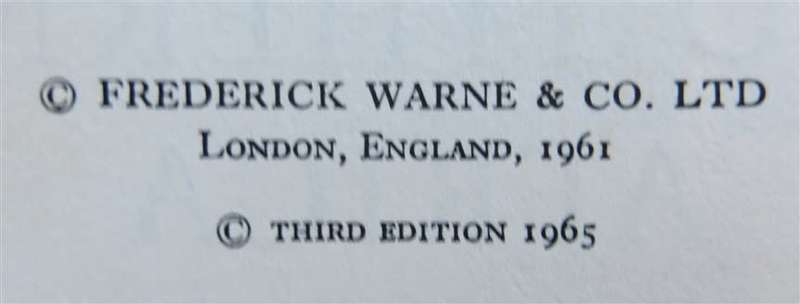 © FREDERICK WARNE & CO. LTD
LONDON, ENGLAND, 1961
© THIRD EDITION 1965